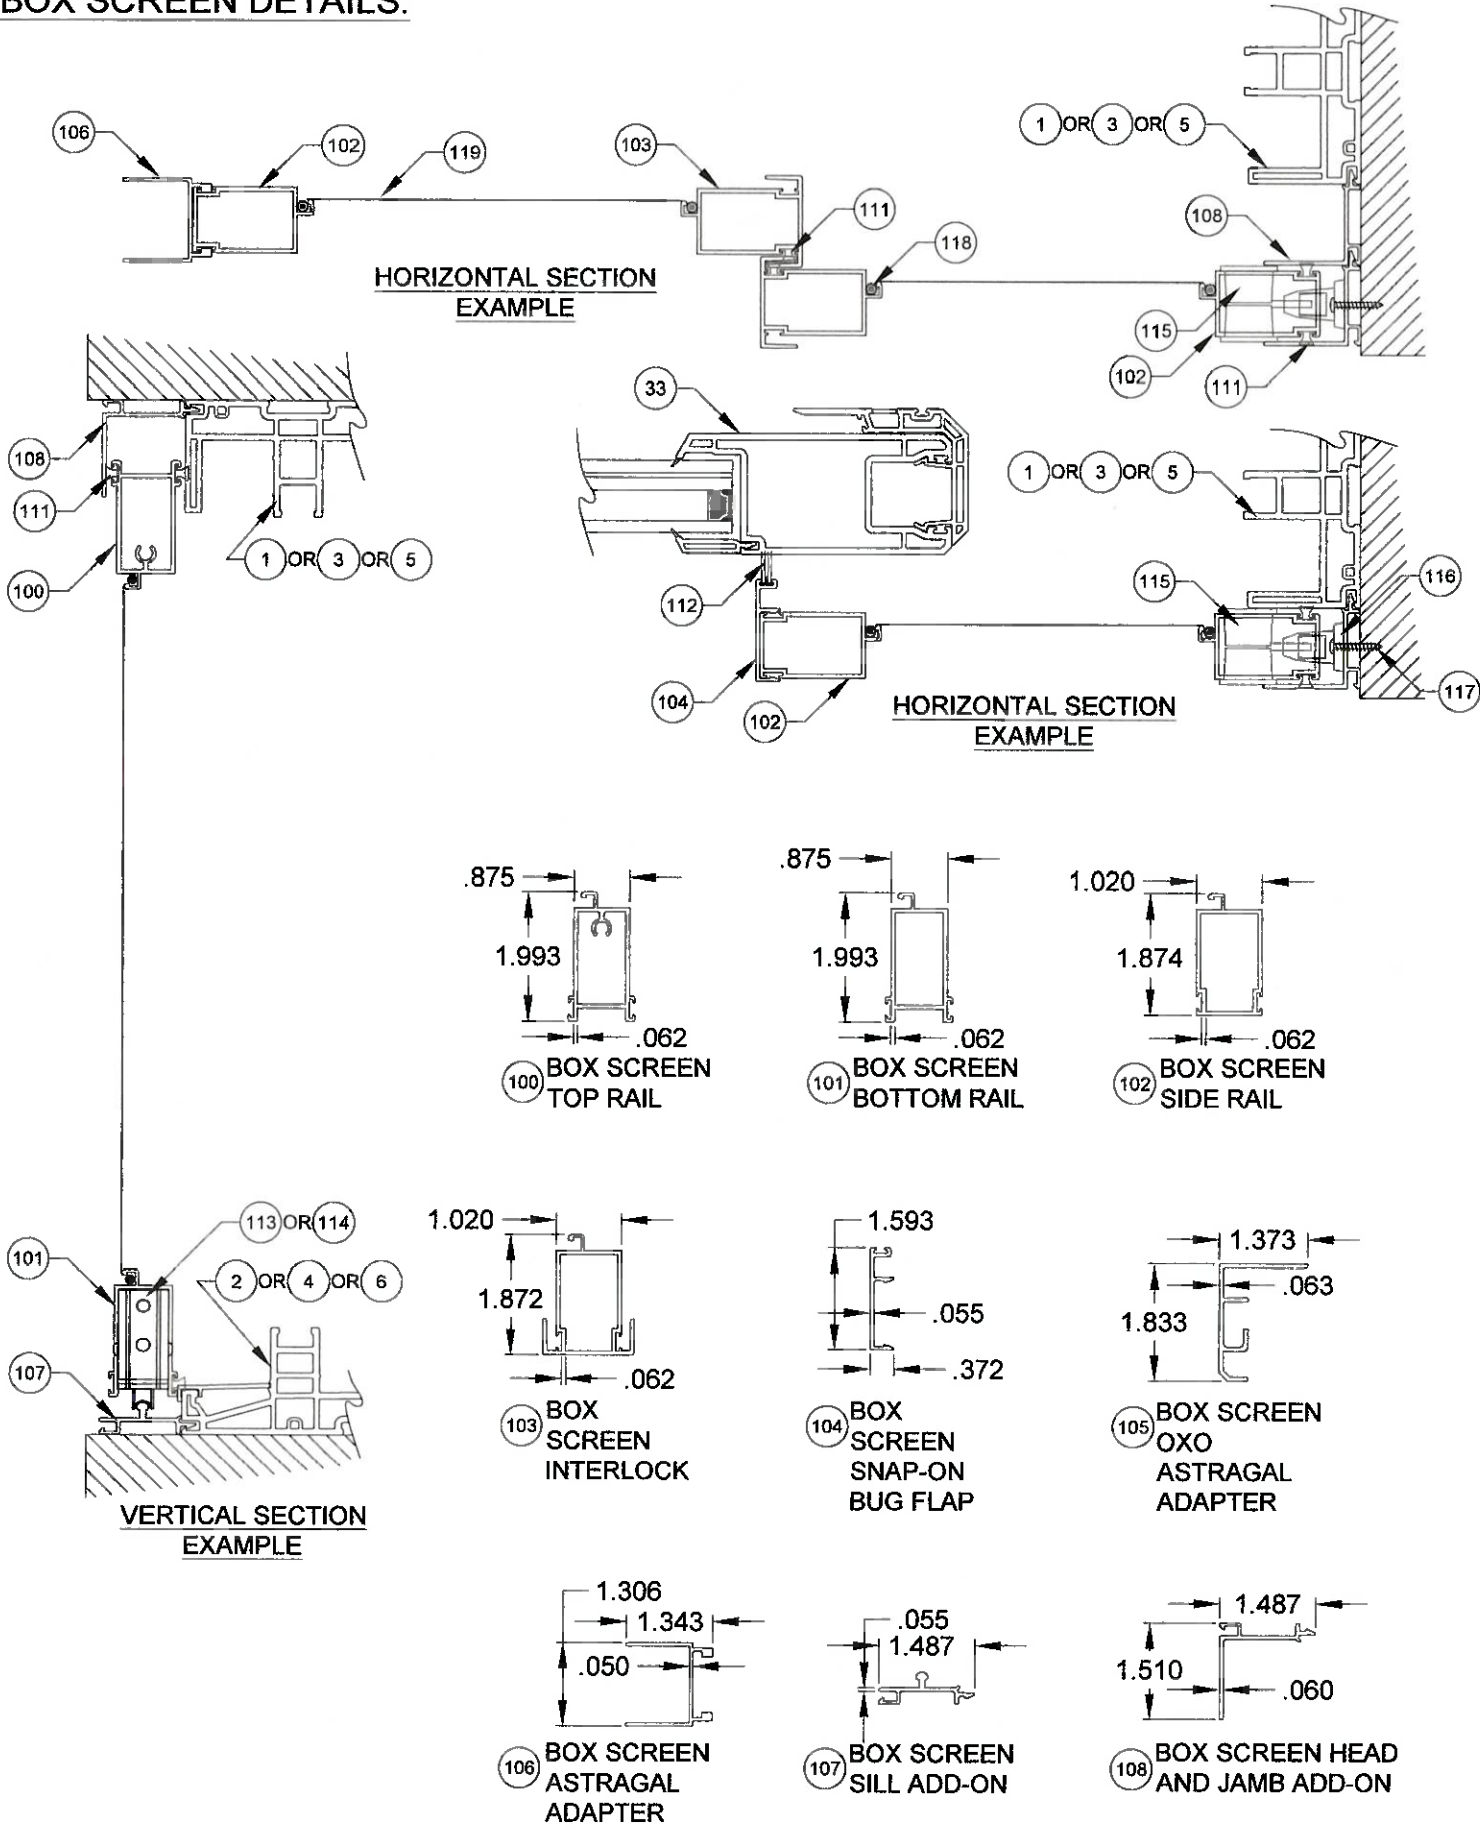 BOX SCREEN DETAILS:
106
102
119
103
1 OR 3 OR 5
111
118
108
115
102
111
HORIZONTAL SECTION
EXAMPLE
33
108
111
100
1 OR 3 OR 5
1 OR 3 OR 5
112
115
116
104
102
117
HORIZONTAL SECTION
EXAMPLE
.875
1.993
.062
100 BOX SCREEN
TOP RAIL
.875
1.993
.062
101 BOX SCREEN
BOTTOM RAIL
1.020
1.874
.062
102 BOX SCREEN
SIDE RAIL
113 OR 114
101
2 OR 4 OR 6
107
VERTICAL SECTION
EXAMPLE
1.020
1.872
.062
103 BOX
SCREEN
INTERLOCK
1.593
.055
.372
104 BOX
SCREEN
SNAP-ON
BUG FLAP
1.373
.063
1.833
105 BOX SCREEN
OXO
ASTRAGAL
ADAPTER
1.306
1.343
.050
106 BOX SCREEN
ASTRAGAL
ADAPTER
.055
1.487
107 BOX SCREEN
SILL ADD-ON
1.487
1.510
.060
108 BOX SCREEN HEAD
AND JAMB ADD-ON